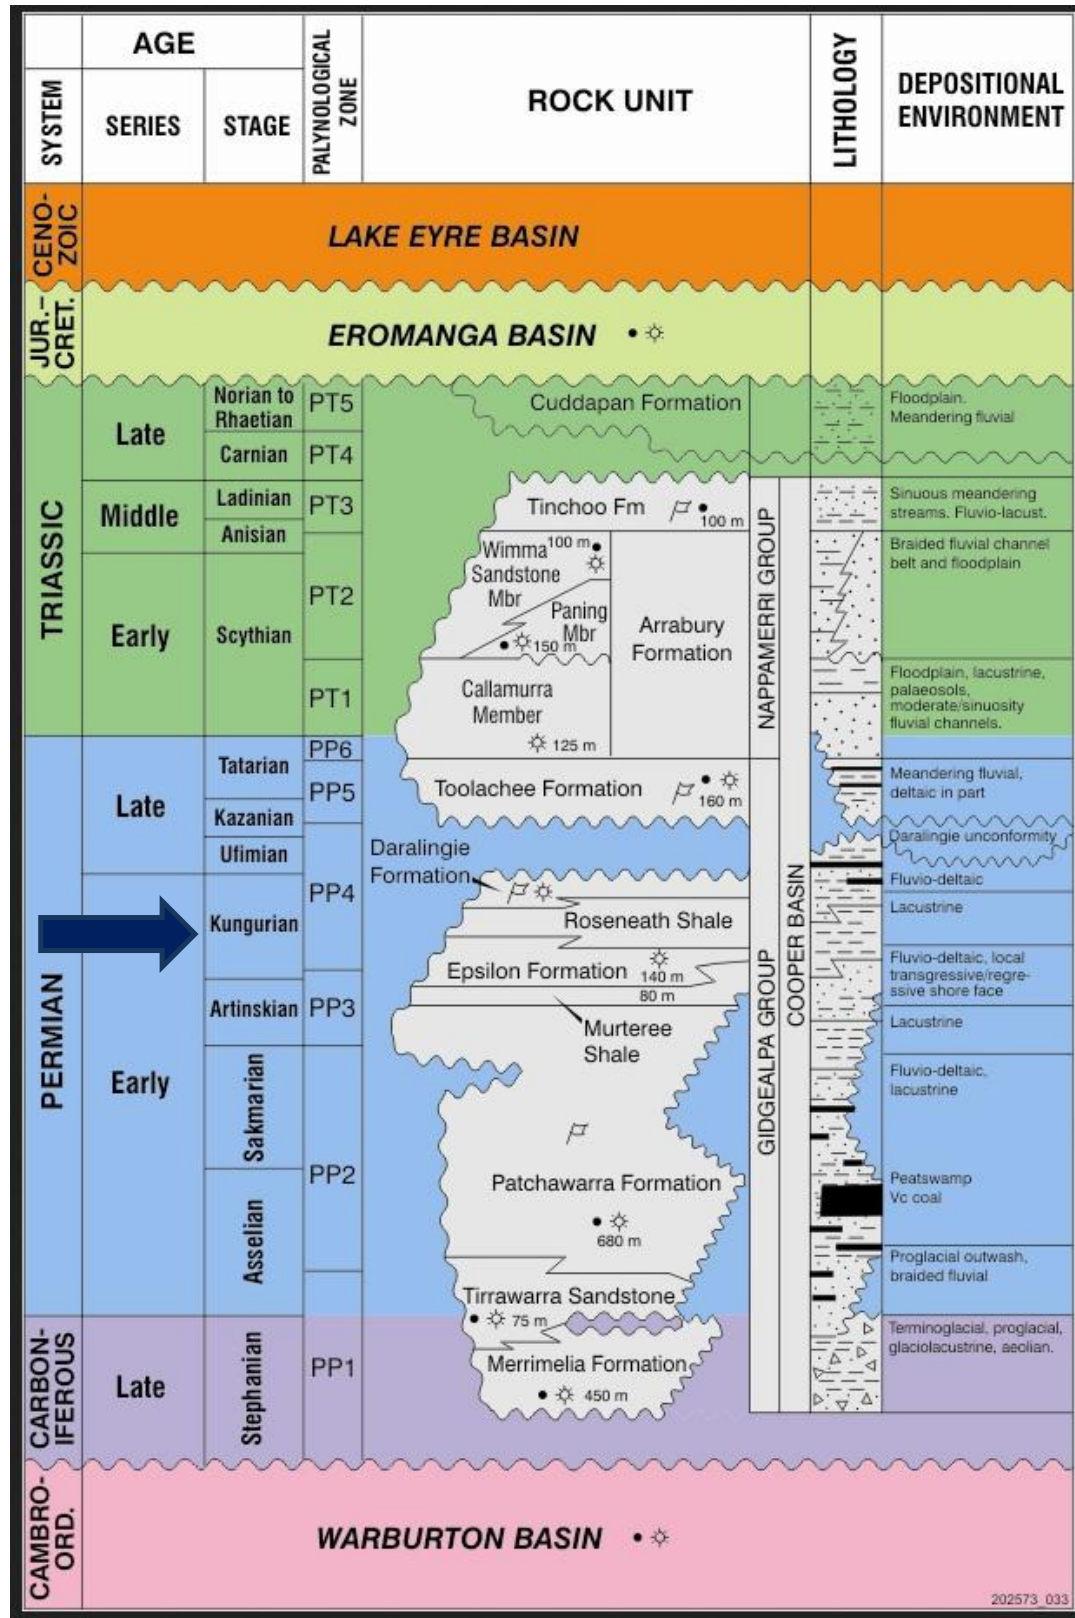 AGE
SYSTEM
SERIES
STAGE
PALYNOLOGICAL
ZONE
ROCK UNIT
LITHOLOGY
DEPOSITIONAL
ENVIRONMENT
CENO-
ZOIC
LAKE EYRE BASIN
JUR.–
CRET.
EROMANGA BASIN
TRIASSIC
Late
Norian to
Rhaetian
PT5
Cuddapan Formation
Floodplain.
Meandering fluvial
Carnian
PT4
Middle
Ladinian
PT3
Tinchoo Fm
100 m
Sinuous meandering
streams. Fluvio-lacust.
Anisian
Early
Scythian
PT2
Wimma
Sandstone
Mbr
100 m
Paning
Mbr
150 m
Arrabury
Formation
NAPPAMERRI GROUP
Braided fluvial channel
belt and floodplain
PT1
Callamurra
Member
125 m
Floodplain, lacustrine,
palaeosols,
moderate/sinuosity
fluvial channels.
PERMIAN
Late
Tatarian
PP6
PP5
Toolachee Formation
160 m
Meandering fluvial,
deltaic in part
Kazanian
Ufimian
Daralingie
Formation
Daralingie unconformity
Fluvio-deltaic
PP4
Kungurian
Roseneath Shale
Lacustrine
Epsilon Formation
140 m
80 m
Fluvio-deltaic, local
transgressive/regre-
ssive shore face
GIDGEALPA GROUP
COOPER BASIN
Early
Artinskian
PP3
Murteree
Shale
Lacustrine
Sakmarian
Fluvio-deltaic,
lacustrine
PP2
Patchawarra Formation
680 m
Peatswamp
Vc coal
Asselian
Tirrawarra Sandstone
75 m
Proglacial outwash,
braided fluvial
CARBON-
IFEROUS
Late
Stephanian
PP1
Merrimelia Formation
450 m
Terminoglacial, proglacial,
glaciolacustrine, aeolian.
CAMBRO-
ORD.
WARBURTON BASIN
202573_033